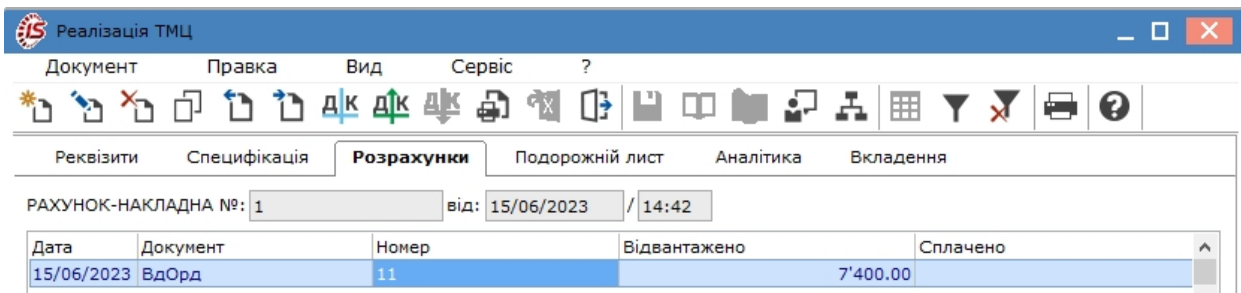 Реалізація ТМЦ
Документ Правка Вид Сервіс ?
Реквізити Специфікація Розрахунки Подорожній лист Аналітика Вкладення
РАХУНОК-НАКЛАДНА №: 1 від: 15/06/2023 / 14:42
Дата Документ Номер Відвантажено Сплачено
15/06/2023 ВдОрд 11 7'400.00